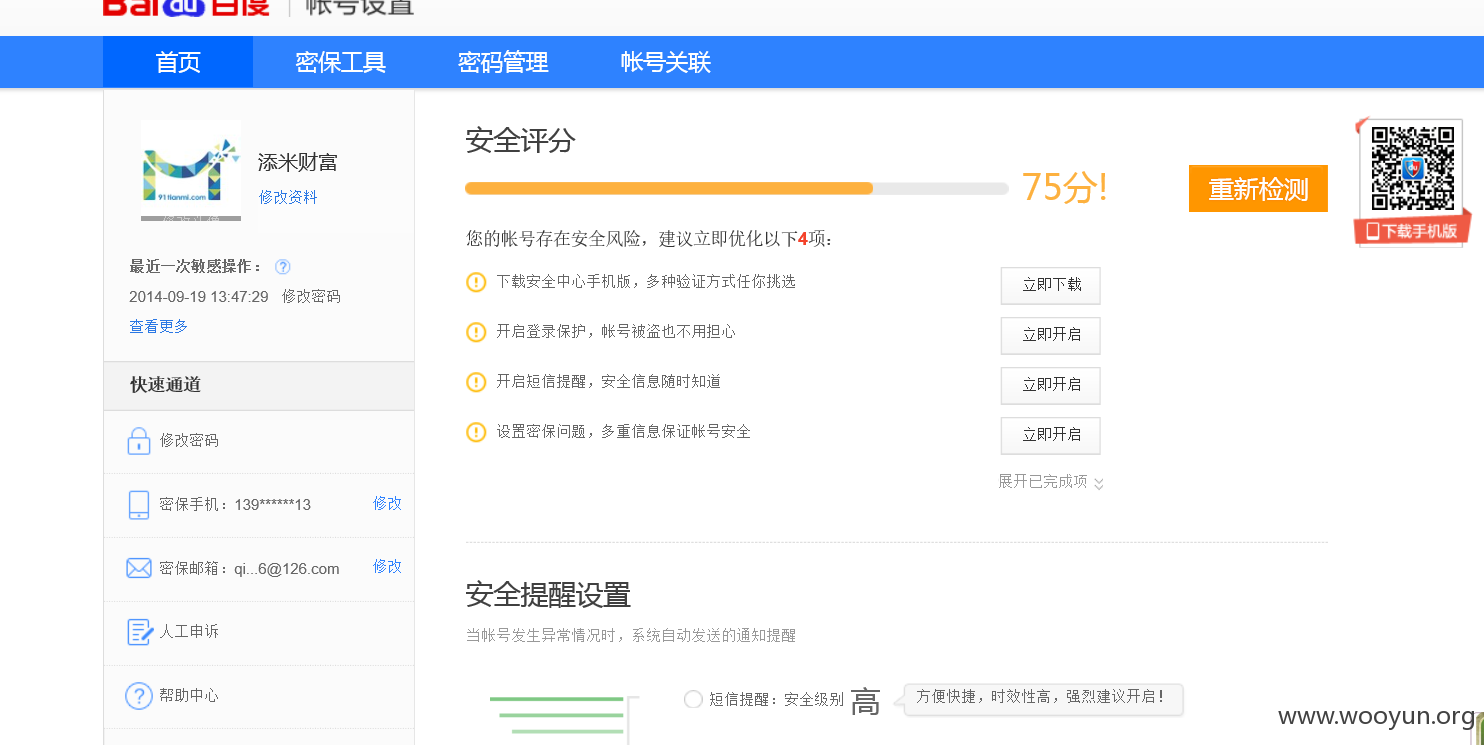 Bai du 百度 帐号设置
首页 密保工具 密码管理 帐号关联
91tianmi.com
添米财富
修改资料
最近一次敏感操作：
2014-09-19 13:47:29 修改密码
查看更多
快速通道
修改密码
密保手机：139******13 修改
密保邮箱：qi...6@126.com 修改
人工申诉
帮助中心
安全评分
75分!
重新检测
下载手机版
您的帐号存在安全风险，建议立即优化以下4项：
下载安全中心手机版，多种验证方式任你挑选 立即下载
开启登录保护，帐号被盗也不用担心 立即开启
开启短信提醒，安全信息随时知道 立即开启
设置密保问题，多重信息保证帐号安全 立即开启
展开已完成项
安全提醒设置
当帐号发生异常情况时，系统自动发送的通知提醒
短信提醒：安全级别 高 方便快捷，时效性高，强烈建议开启！
www.wooyun.org